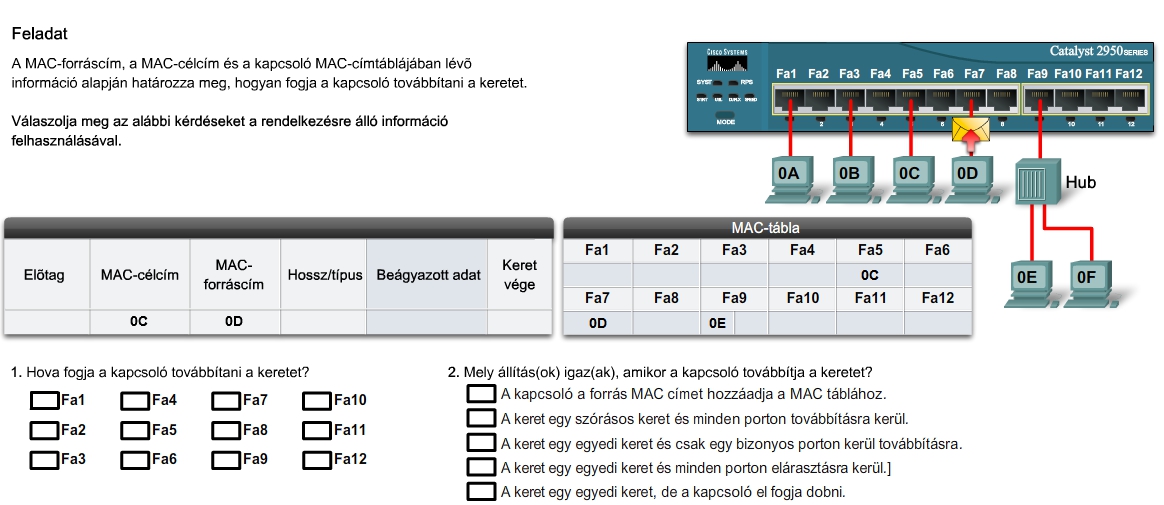 Feladat
A MAC-forráscím, a MAC-célcím és a kapcsoló MAC-címtáblájában lévő
információ alapján határozza meg, hogyan fogja a kapcsoló továbbítani a keretet.
Válaszolja meg az alábbi kérdéseket a rendelkezésre álló információ
felhasználásával.
CISCO SYSTEMS
Catalyst 2950 SERIES
SYST RPS
STAT UTIL DUPLX SPEED
MODE
Fa1 Fa2 Fa3 Fa4 Fa5 Fa6 Fa7 Fa8 Fa9 Fa10 Fa11 Fa12
2 4 6 8 10 11 12
0A 0B 0C 0D
Hub
0E 0F
Előtag MAC-célcím MAC-forráscím Hossz/típus Beágyazott adat Keret vége
0C 0D
MAC-tábla
Fa1 Fa2 Fa3 Fa4 Fa5 Fa6
0C
Fa7 Fa8 Fa9 Fa10 Fa11 Fa12
0D 0E
1. Hova fogja a kapcsoló továbbítani a keretet?
Fa1 Fa4 Fa7 Fa10
Fa2 Fa5 Fa8 Fa11
Fa3 Fa6 Fa9 Fa12
2. Mely állítás(ok) igaz(ak), amikor a kapcsoló továbbítja a keretet?
A kapcsoló a forrás MAC címet hozzáadja a MAC táblához.
A keret egy szórásos keret és minden porton továbbításra kerül.
A keret egy egyedi keret és csak egy bizonyos porton kerül továbbításra.
A keret egy egyedi keret és minden porton elárasztásra kerül.]
A keret egy egyedi keret, de a kapcsoló el fogja dobni.